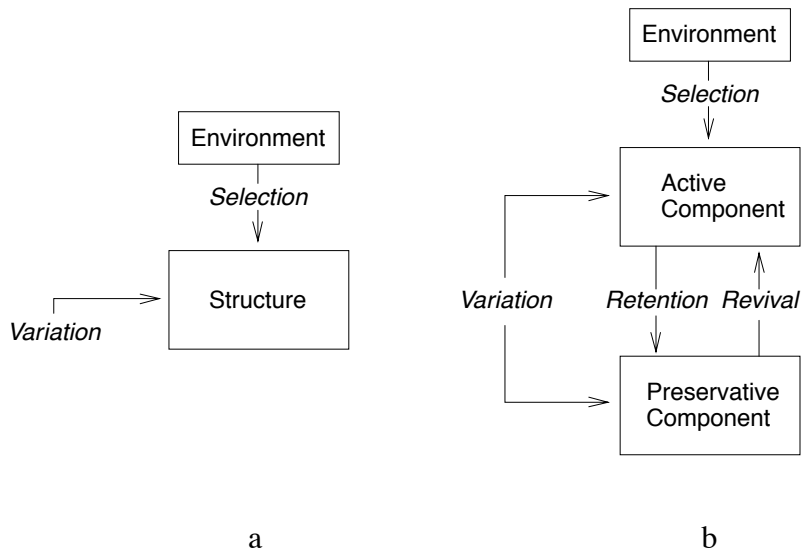 Environment
Selection
Structure
Variation
a
Environment
Selection
Active
Component
Variation
Retention
Revival
Preservative
Component
b